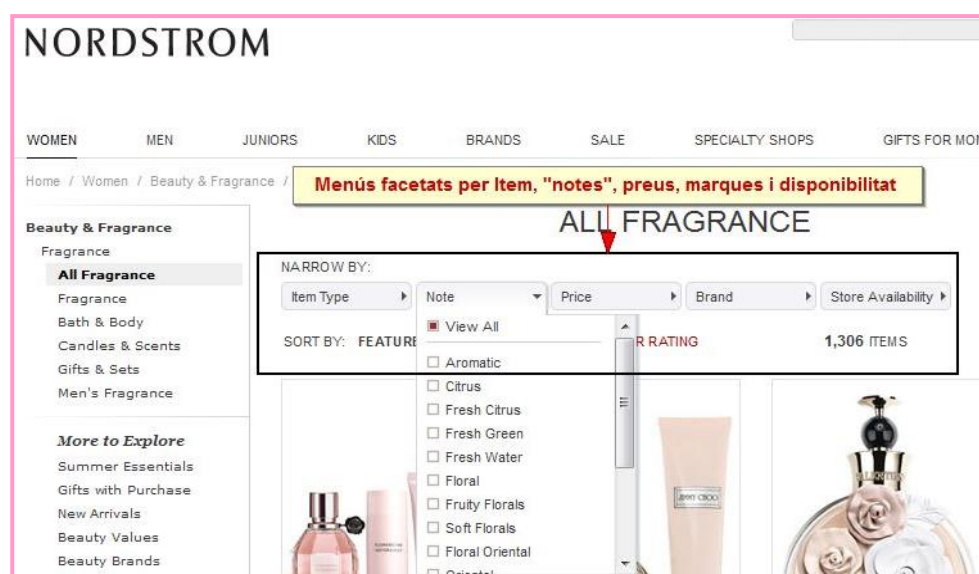 NORDSTROM
WOMEN MEN JUNIORS KIDS BRANDS SALE SPECIALTY SHOPS GIFTS FOR MO
Home / Women / Beauty & Fragrance /
Menús facetats per Item, "notes", preus, marques i disponibilitat
ALL FRAGRANCE
Beauty & Fragrance
Fragrance
All Fragrance
Fragrance
Bath & Body
Candles & Scents
Gifts & Sets
Men's Fragrance
More to Explore
Summer Essentials
Gifts with Purchase
New Arrivals
Beauty Values
Beauty Brands
NARROW BY:
Item Type Note Price Brand Store Availability
SORT BY: FEATURE R RATING 1,306 ITEMS
View All
Aromatic
Citrus
Fresh Citrus
Fresh Green
Fresh Water
Floral
Fruity Florals
Soft Florals
Floral Oriental
Oriental
JIMMY CHOO